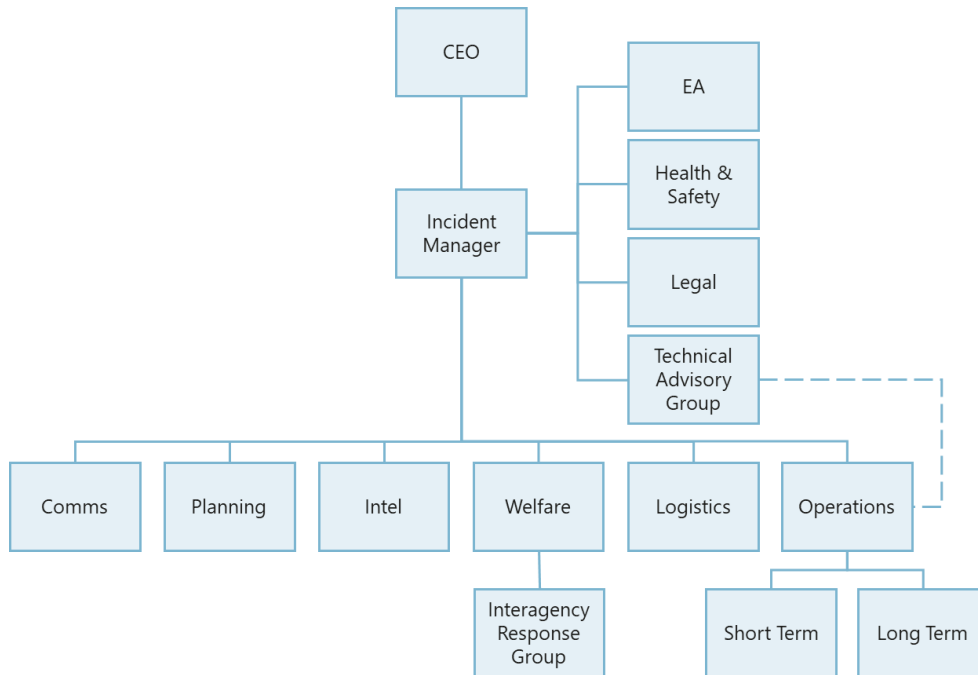 CEO
EA
Health &
Safety
Incident
Manager
Legal
Technical
Advisory
Group
Comms
Planning
Intel
Welfare
Logistics
Operations
Interagency
Response
Group
Short Term
Long Term